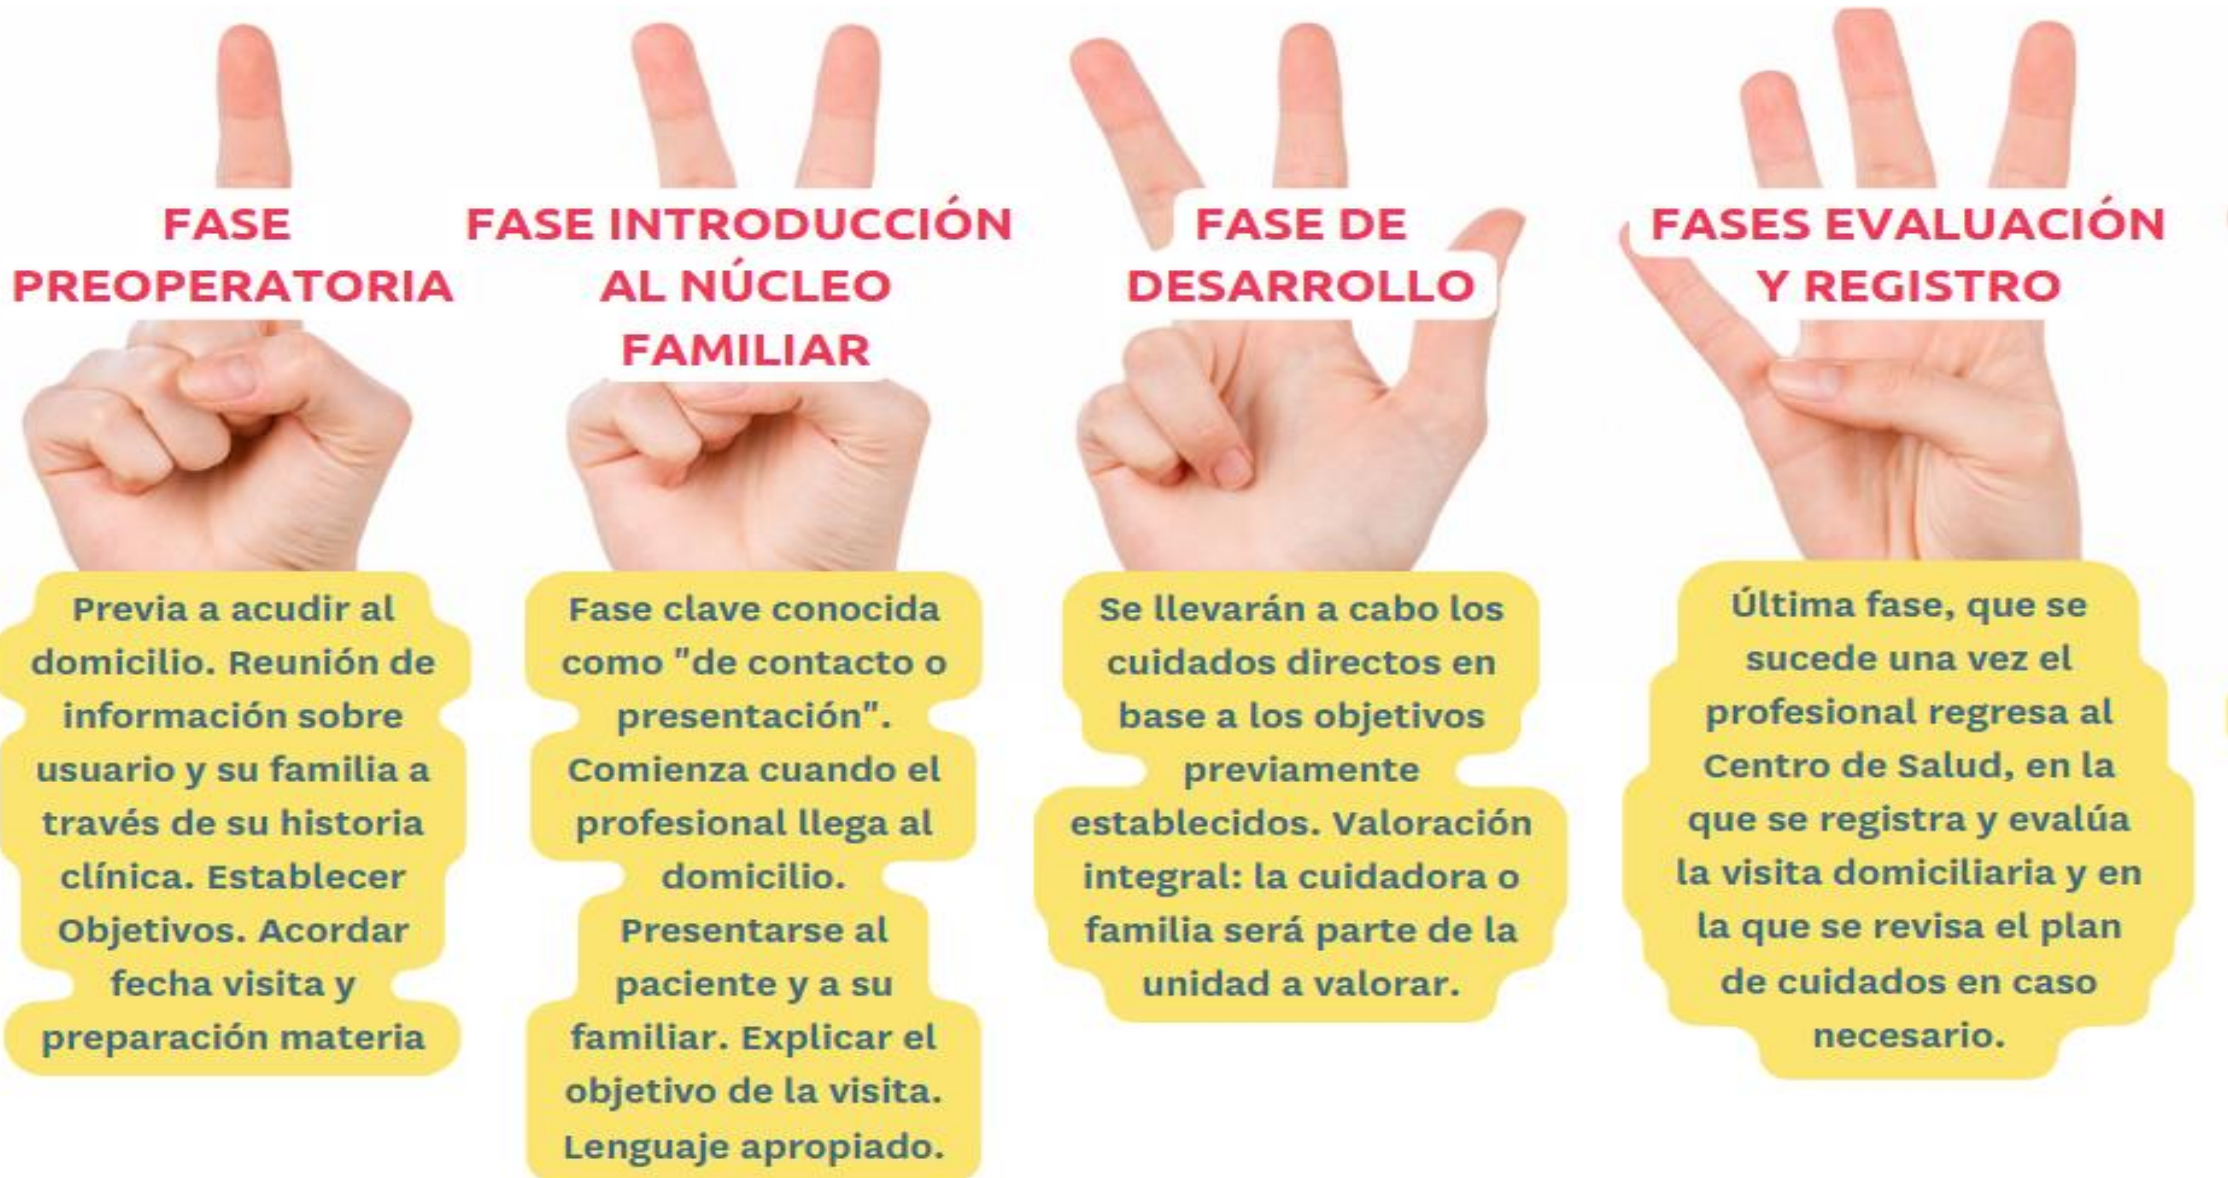 FASE
PREOPERATORIA
Previa a acudir al
domicilio. Reunión de
información sobre
usuario y su familia a
través de su historia
clínica. Establecer
Objetivos. Acordar
fecha visita y
preparación materia
FASE INTRODUCCIÓN
AL NÚCLEO
FAMILIAR
Fase clave conocida
como "de contacto o
presentación".
Comienza cuando el
profesional llega al
domicilio.
Presentarse al
paciente y a su
familiar. Explicar el
objetivo de la visita.
Lenguaje apropiado.
FASE DE
DESARROLLO
Se llevarán a cabo los
cuidados directos en
base a los objetivos
previamente
establecidos. Valoración
integral: la cuidadora o
familia será parte de la
unidad a valorar.
FASES EVALUACIÓN
Y REGISTRO
Última fase, que se
sucede una vez el
profesional regresa al
Centro de Salud, en la
que se registra y evalúa
la visita domiciliaria y en
la que se revisa el plan
de cuidados en caso
necesario.